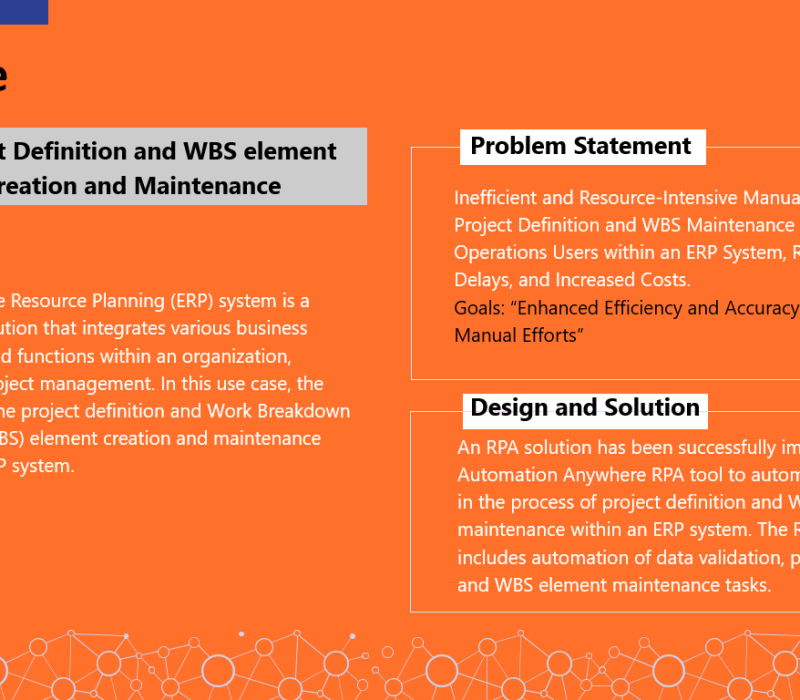 e
t Definition and WBS element
reation and Maintenance
e Resource Planning (ERP) system is a
ution that integrates various business
d functions within an organization,
oject management. In this use case, the
he project definition and Work Breakdown
BS) element creation and maintenance
P system.
Problem Statement
Inefficient and Resource-Intensive Manua
Project Definition and WBS Maintenance
Operations Users within an ERP System, R
Delays, and Increased Costs.
Goals: “Enhanced Efficiency and Accuracy
Manual Efforts”
Design and Solution
An RPA solution has been successfully im
Automation Anywhere RPA tool to autom
in the process of project definition and W
maintenance within an ERP system. The R
includes automation of data validation, p
and WBS element maintenance tasks.